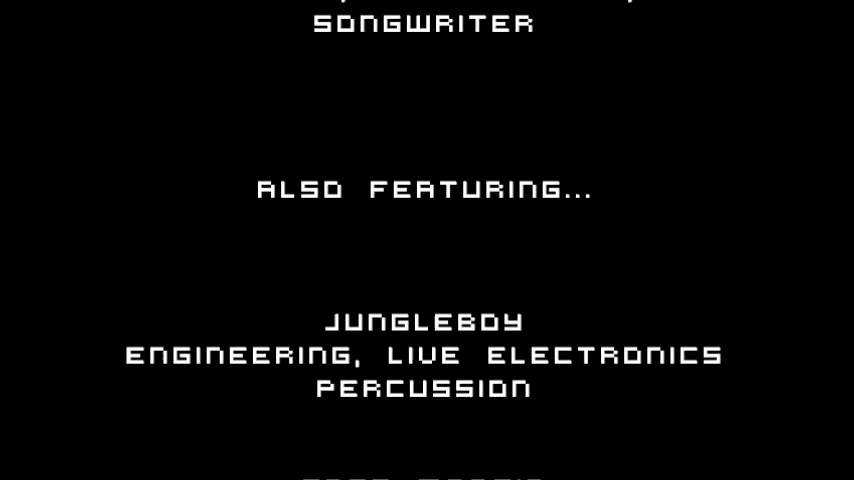 SONGWRITER
ALSO FEATURING...
JUNGLEBOY
ENGINEERING, LIVE ELECTRONICS
PERCUSSION